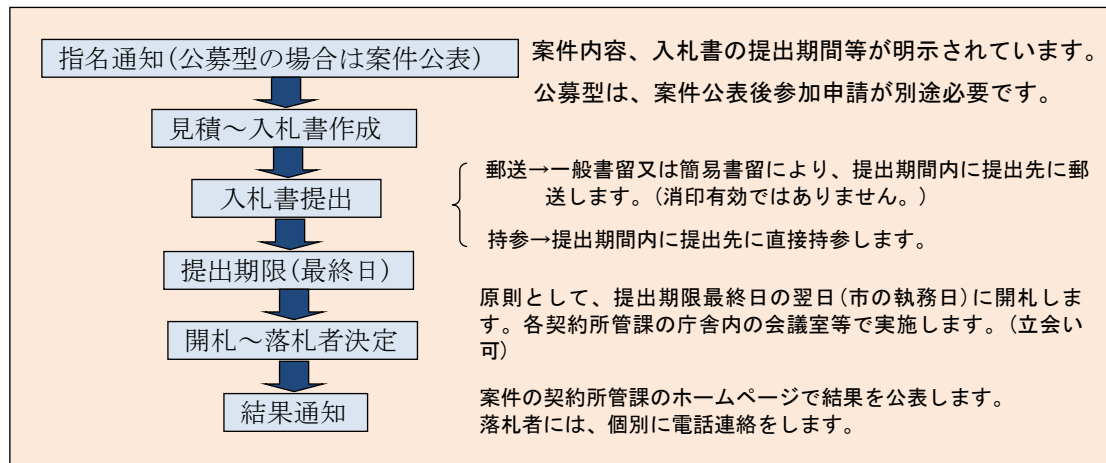 指名通知(公募型の場合は案件公表)
案件内容、入札書の提出期間等が明示されています。
公募型は、案件公表後参加申請が別途必要です。
見積～入札書作成
入札書提出
郵送→一般書留又は簡易書留により、提出期間内に提出先に郵
送します。(消印有効ではありません。)
持参→提出期間内に提出先に直接持参します。
提出期限(最終日)
原則として、提出期限最終日の翌日(市の執務日)に開札しま
す。各契約所管課の庁舎内の会議室等で実施します。(立会い
可)
開札～落札者決定
結果通知
案件の契約所管課のホームページで結果を公表します。
落札者には、個別に電話連絡をします。